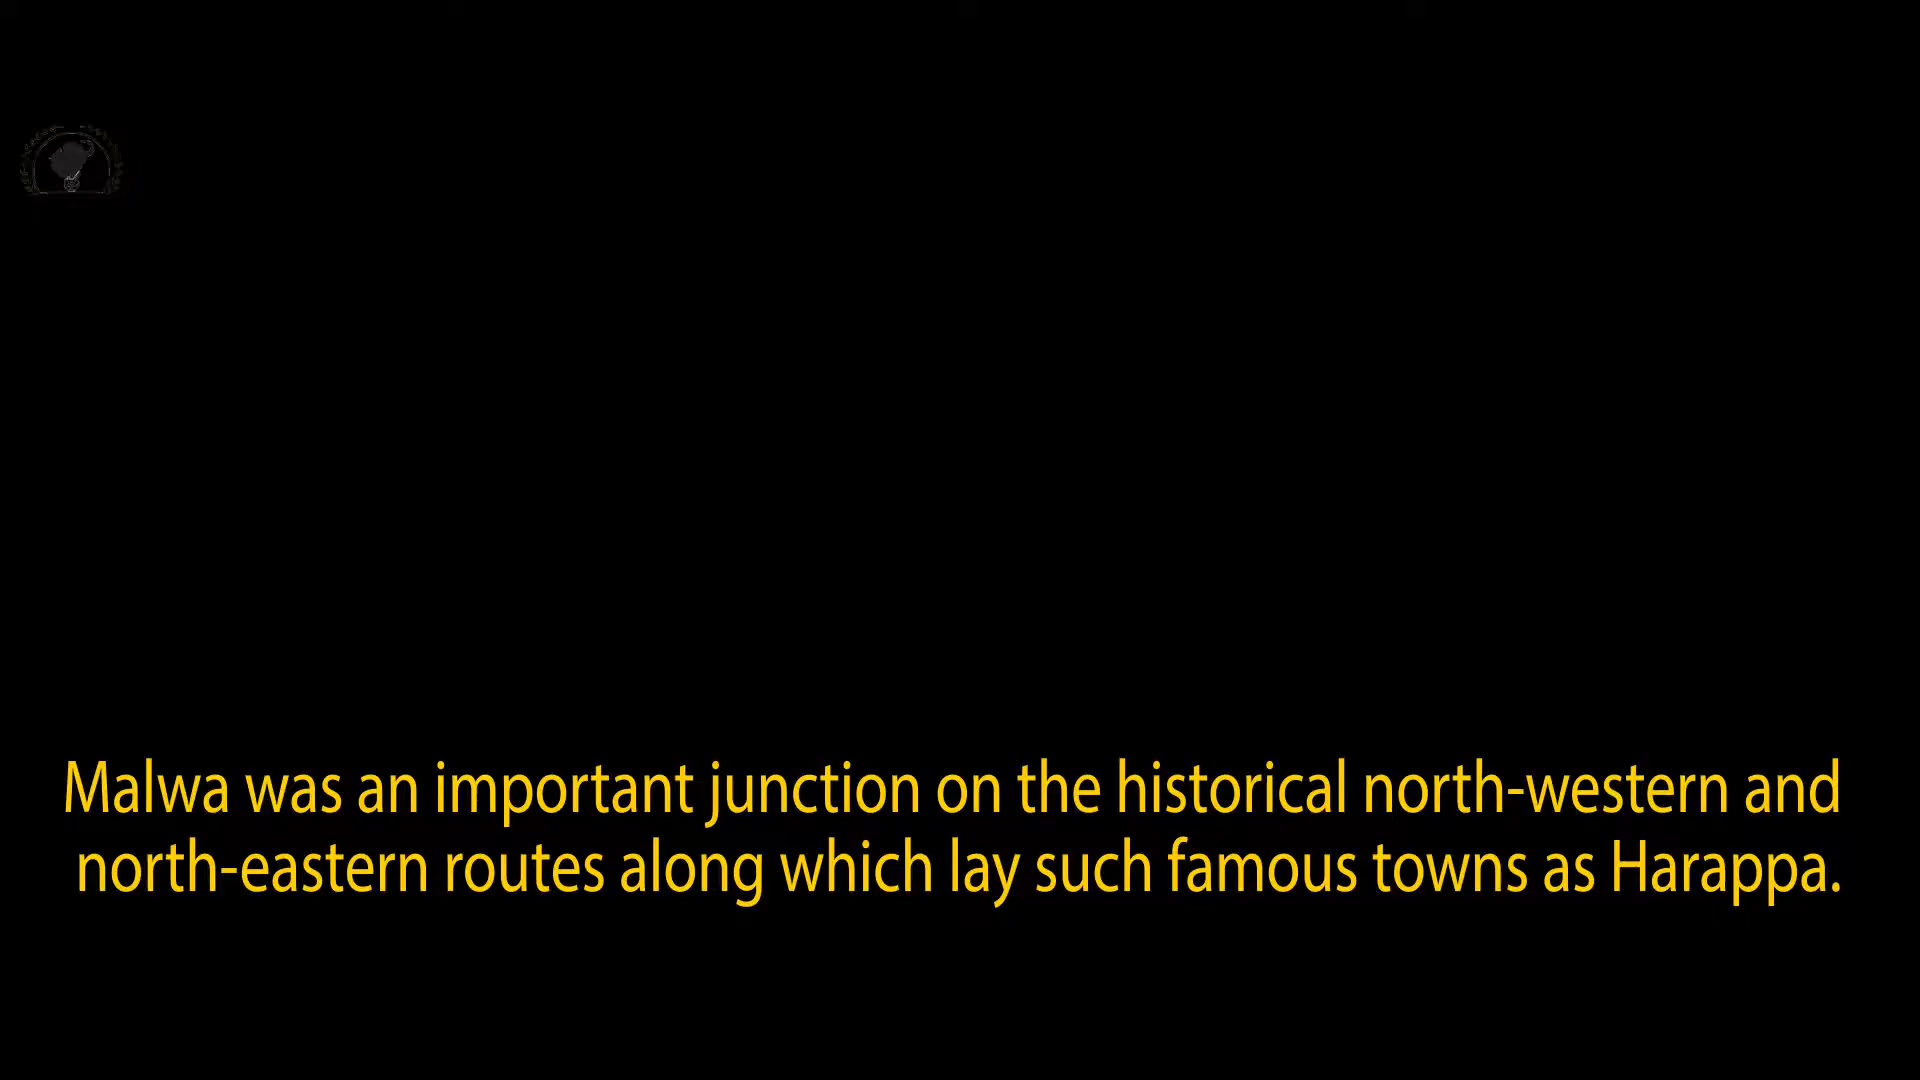 Malwa was an important junction on the historical north-western and
north-eastern routes along which lay such famous towns as Harappa.